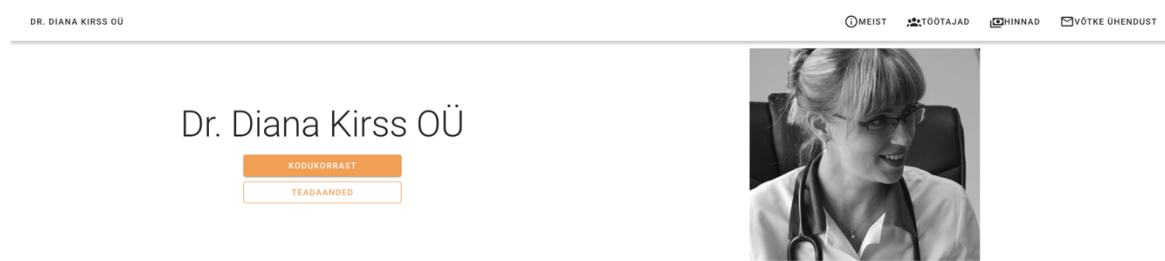 DR. DIANA KIRSS OÜ
MEIST
TÖÖTAJAD
HINNAD
VÕTKE ÜHENDUST
Dr. Diana Kirss OÜ
KODUKORRAST
TEADAANDED